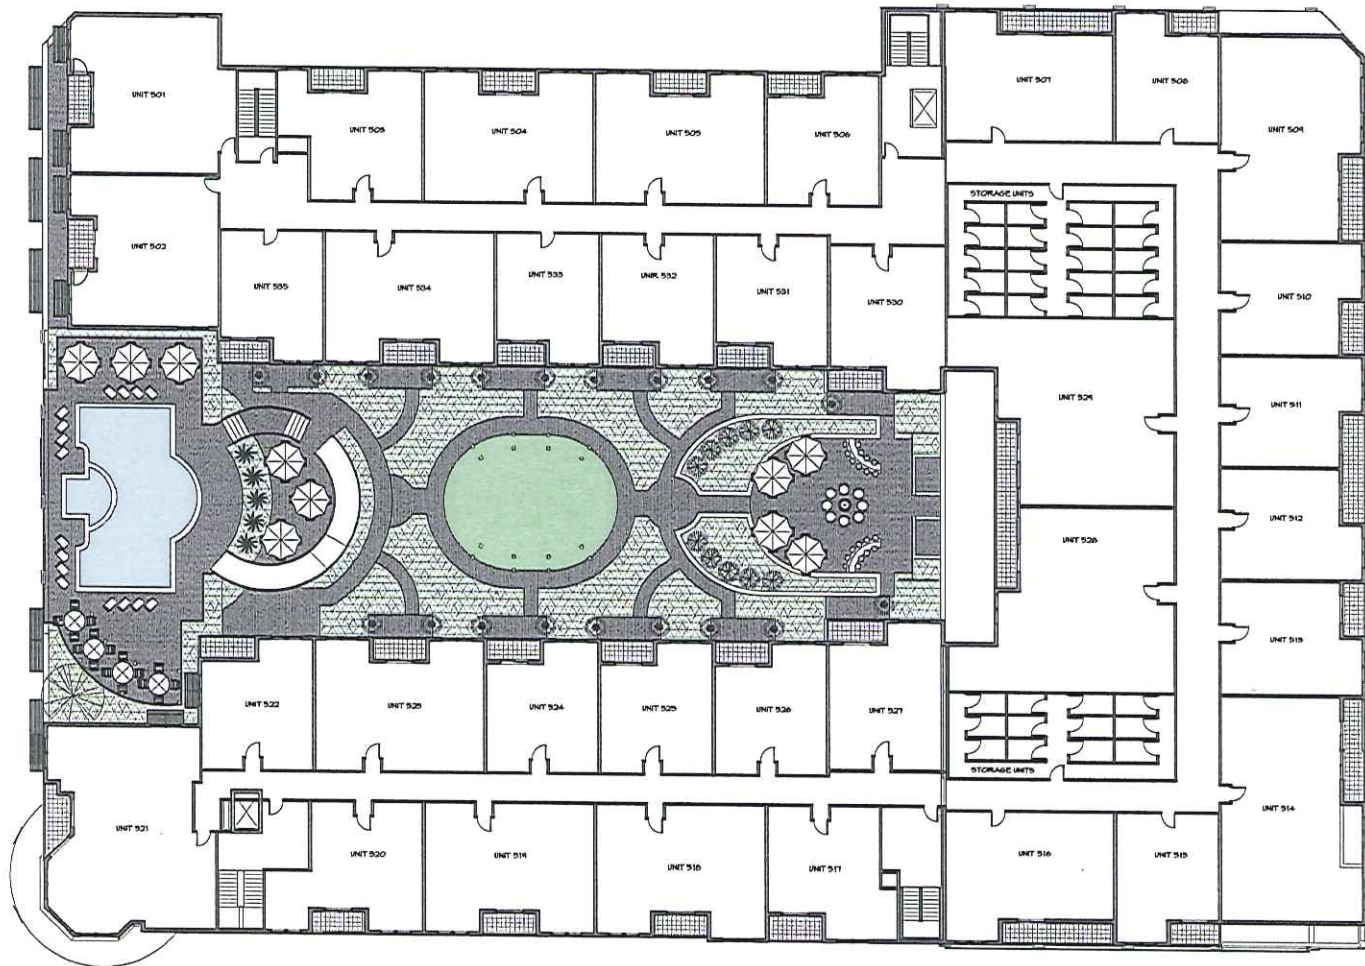 UNIT 501
UNIT 503
UNIT 504
UNIT 505
UNIT 506
UNIT 507
UNIT 508
UNIT 509
STORAGE UNITS
UNIT 502
UNIT 535
UNIT 534
UNIT 533
UNIR 532
UNIT 531
UNIT 530
UNIT 510
UNIT 529
UNIT 511
UNIT 528
UNIT 512
UNIT 513
UNIT 522
UNIT 523
UNIT 524
UNIT 525
UNIT 526
UNIT 527
STORAGE UNITS
UNIT 514
UNIT 521
UNIT 520
UNIT 519
UNIT 518
UNIT 517
UNIT 516
UNIT 515